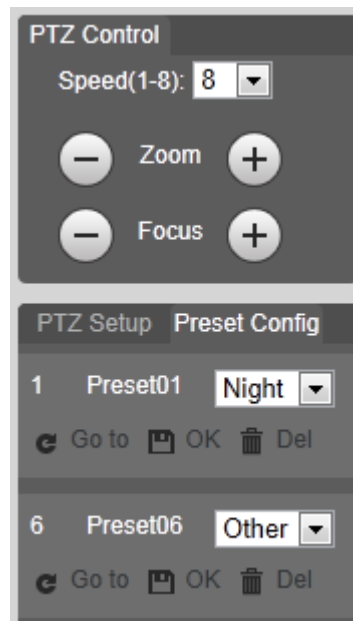 PTZ Control
Speed(1-8): 8
Zoom
Focus
PTZ Setup Preset Config
1 Preset01 Night
Go to OK Del
6 Preset06 Other
Go to OK Del